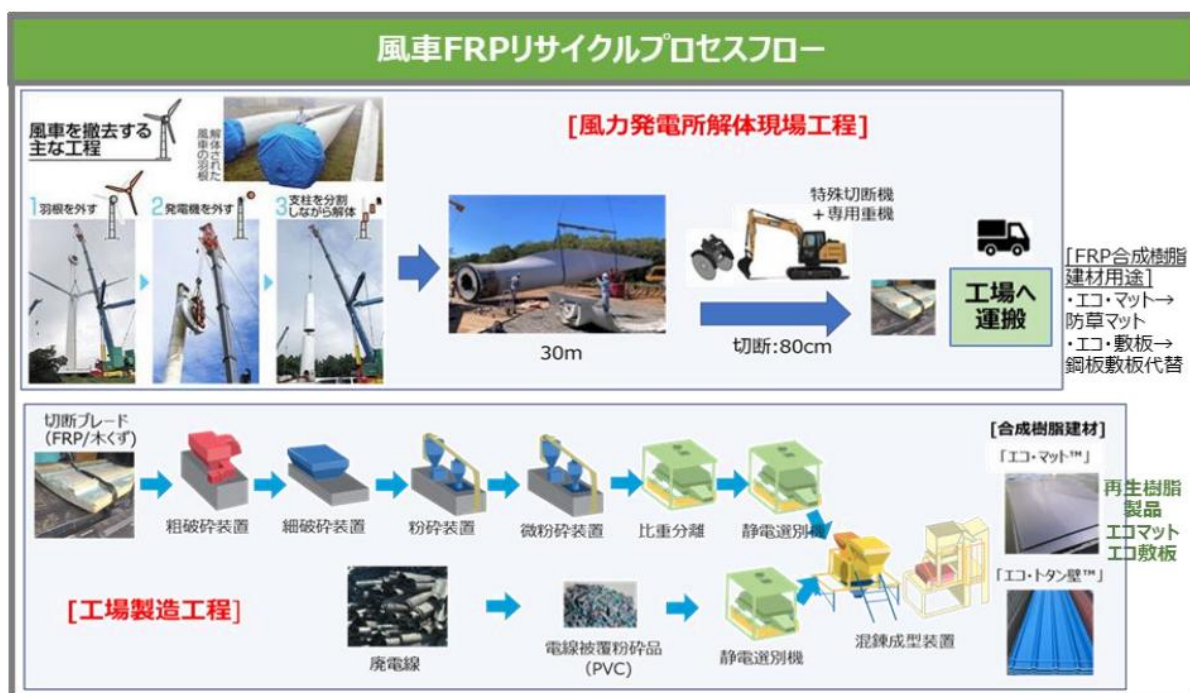 風車FRPリサイクルプロセスフロー
風車を撤去する
主な工程
解体された
風車の羽根
[風力発電所解体現場工程]
1羽根を外す
2発電機を外す
3支柱を分割
しながら解体
30m
特殊切断機
＋専用重機
切断:80cm
工場へ
運搬
[FRP合成樹脂
建材用途]
・エコ・マット→
防草マット
・エコ・敷板→
鋼板敷板代替
切断ブレード
(FRP/木くず)
粗破砕装置
細破砕装置
粉砕装置
微粉砕装置
比重分離
静電選別機
[工場製造工程]
廃電線
電線被覆粉砕品
(PVC)
静電選別機
混錬成型装置
[合成樹脂建材]
「エコ・マット™」
再生樹脂
製品
エコマット
エコ敷板
「エコ・トタン壁™」